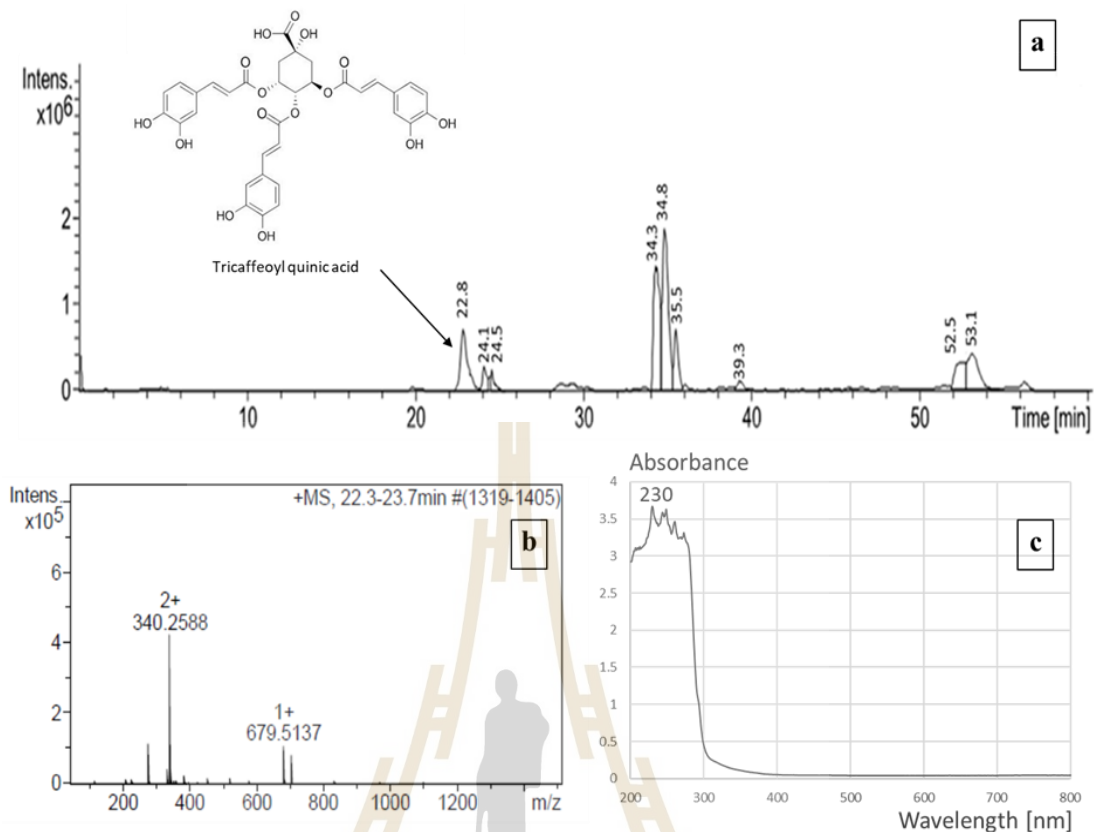 a
Intens.
x10⁶
2
1
0
HO
O
OH
O
O
O
O
O
O
HO
OH
OH
OH
HO
OH
Tricaffeoyl quinic acid
22.8
24.1
24.5
34.3
34.8
35.5
39.3
52.5
53.1
10
20
30
40
50
Time [min]
b
Intens.
x10⁵
+MS, 22.3-23.7min #(1319-1405)
6
4
2
0
2+
340.2588
1+
679.5137
200
400
600
800
1000
1200
m/z
c
Absorbance
230
4
3.5
3
2.5
2
1.5
1
0.5
0
200
300
400
500
600
700
800
Wavelength [nm]